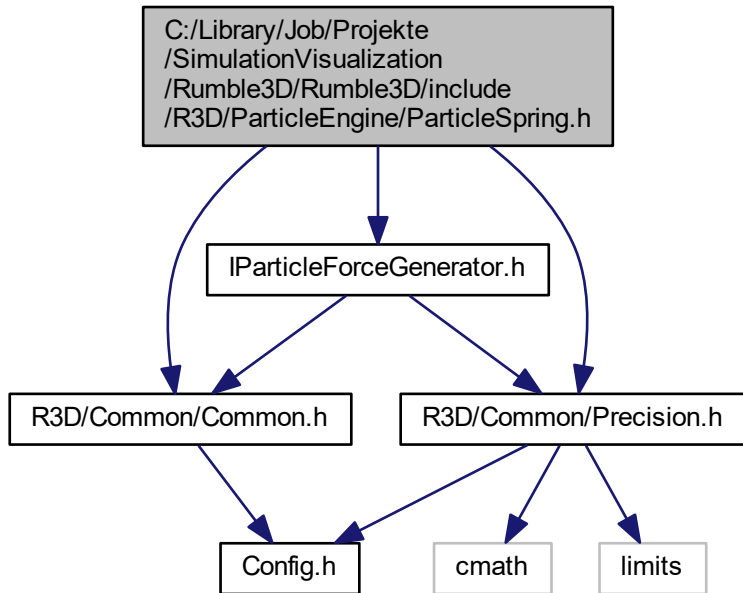 C:/Library/Job/Projekte
/SimulationVisualization
/Rumble3D/Rumble3D/include
/R3D/ParticleEngine/ParticleSpring.h
IParticleForceGenerator.h
R3D/Common/Common.h
R3D/Common/Precision.h
Config.h
cmath
limits